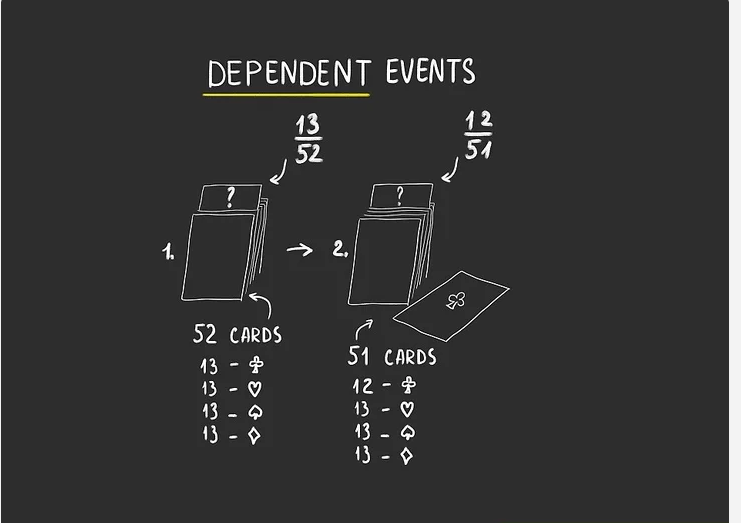 DEPENDENT EVENTS
13/52
12/51
?
?
1.
→ 2.
52 CARDS
13 - ♣
13 - ♡
13 - ♤
13 - ♢
51 CARDS
12 - ♣
13 - ♡
13 - ♤
13 - ♢